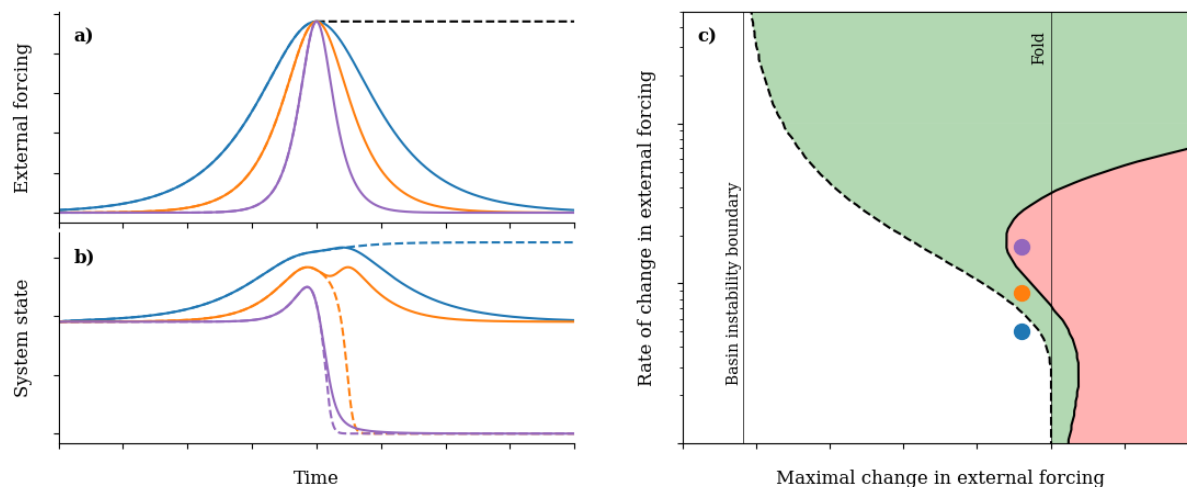 a)
External forcing
b)
System state
Time
c)
Fold
Basin instability boundary
Rate of change in external forcing
Maximal change in external forcing